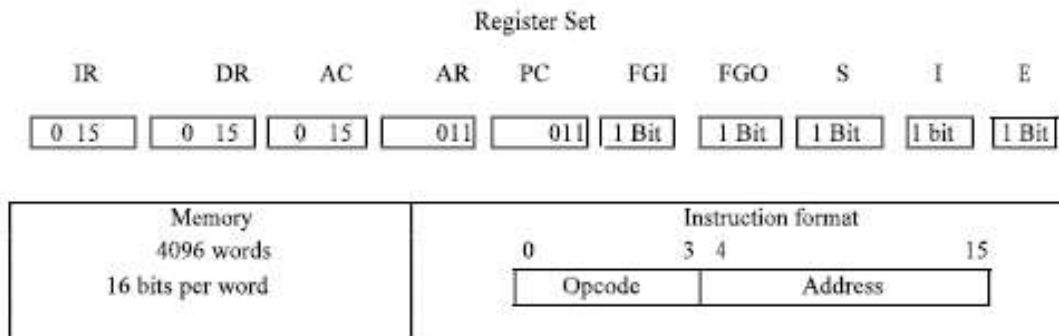 Register Set
IR DR AC AR PC FGI FGO S I E
0 15 0 15 0 15 011 011 1 Bit 1 Bit 1 Bit 1 bit 1 Bit
Memory
4096 words
16 bits per word
Instruction format
0 3 4 15
Opcode Address